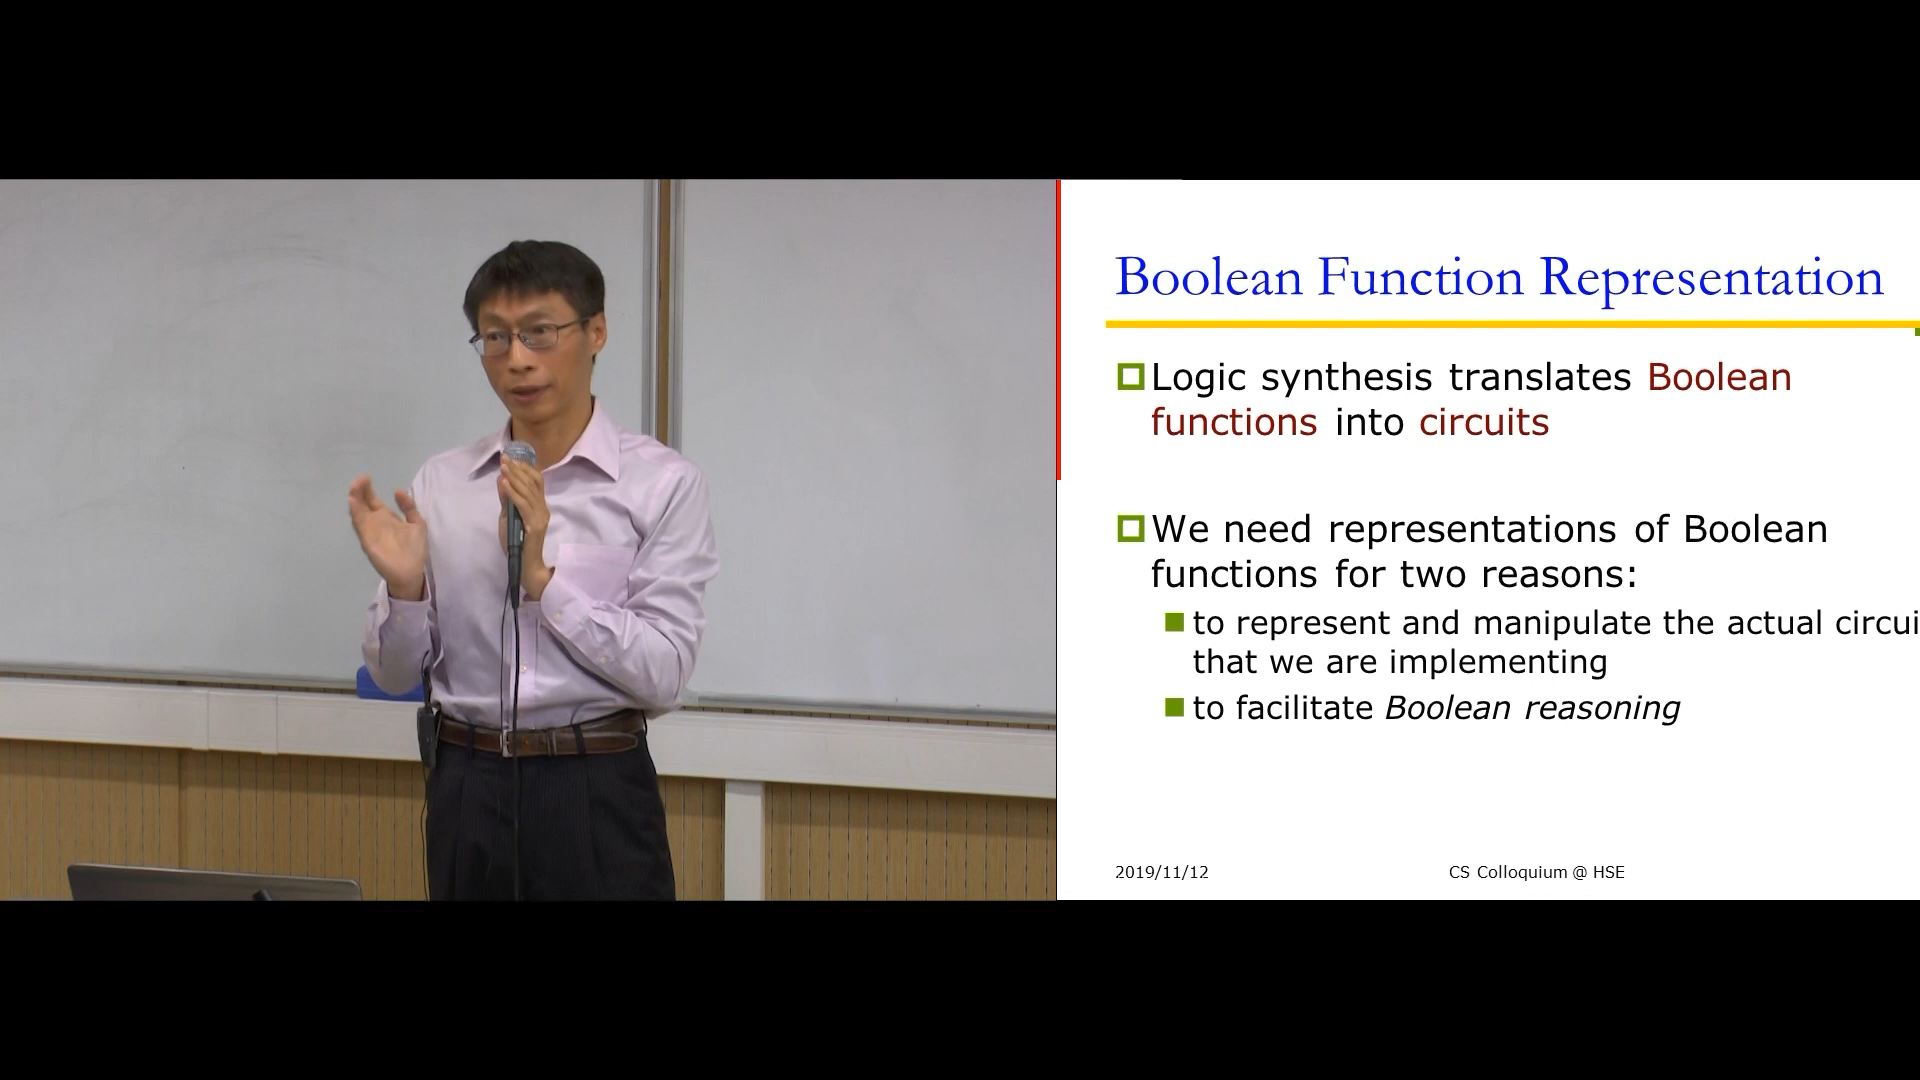 Boolean Function Representation
Logic synthesis translates Boolean
functions into circuits
We need representations of Boolean
functions for two reasons:
to represent and manipulate the actual circui
that we are implementing
to facilitate Boolean reasoning
2019/11/12
CS Colloquium @ HSE